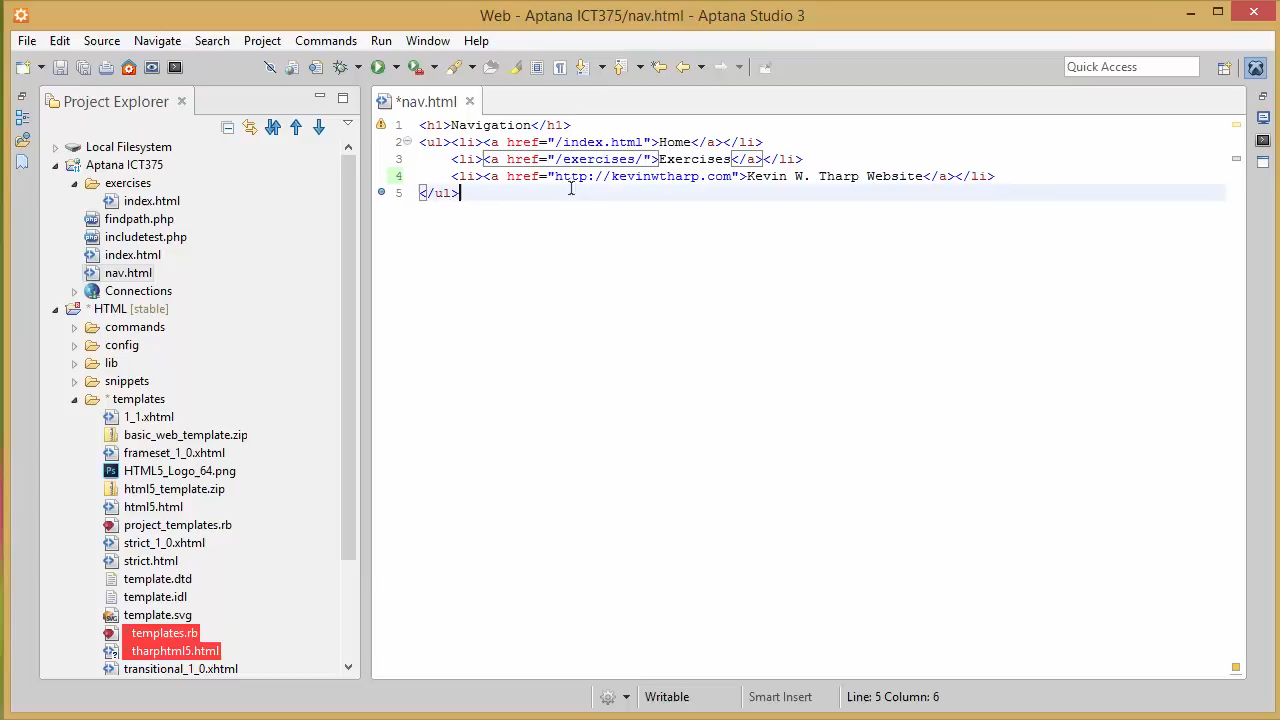 Web - Aptana ICT375/nav.html - Aptana Studio 3
File Edit Source Navigate Search Project Commands Run Window Help
Quick Access
Project Explorer
*nav.html
Local Filesystem
Aptana ICT375
exercises
index.html
findpath.php
includetest.php
index.html
nav.html
Connections
* HTML [stable]
commands
config
lib
snippets
* templates
1_1.xhtml
basic_web_template.zip
frameset_1_0.xhtml
HTML5_Logo_64.png
html5_template.zip
html5.html
project_templates.rb
strict_1_0.xhtml
strict.html
template.dtd
template.idl
template.svg
templates.rb
tharphtml5.html
transitional_1_0.xhtml
1 <h1>Navigation</h1>
2 <ul><li><a href="/index.html">Home</a></li>
3 <li><a href="/exercises/">Exercises</a></li>
4 <li><a href="http://kevinwtharp.com">Kevin W. Tharp Website</a></li>
5 </ul>
Writable Smart Insert Line: 5 Column: 6